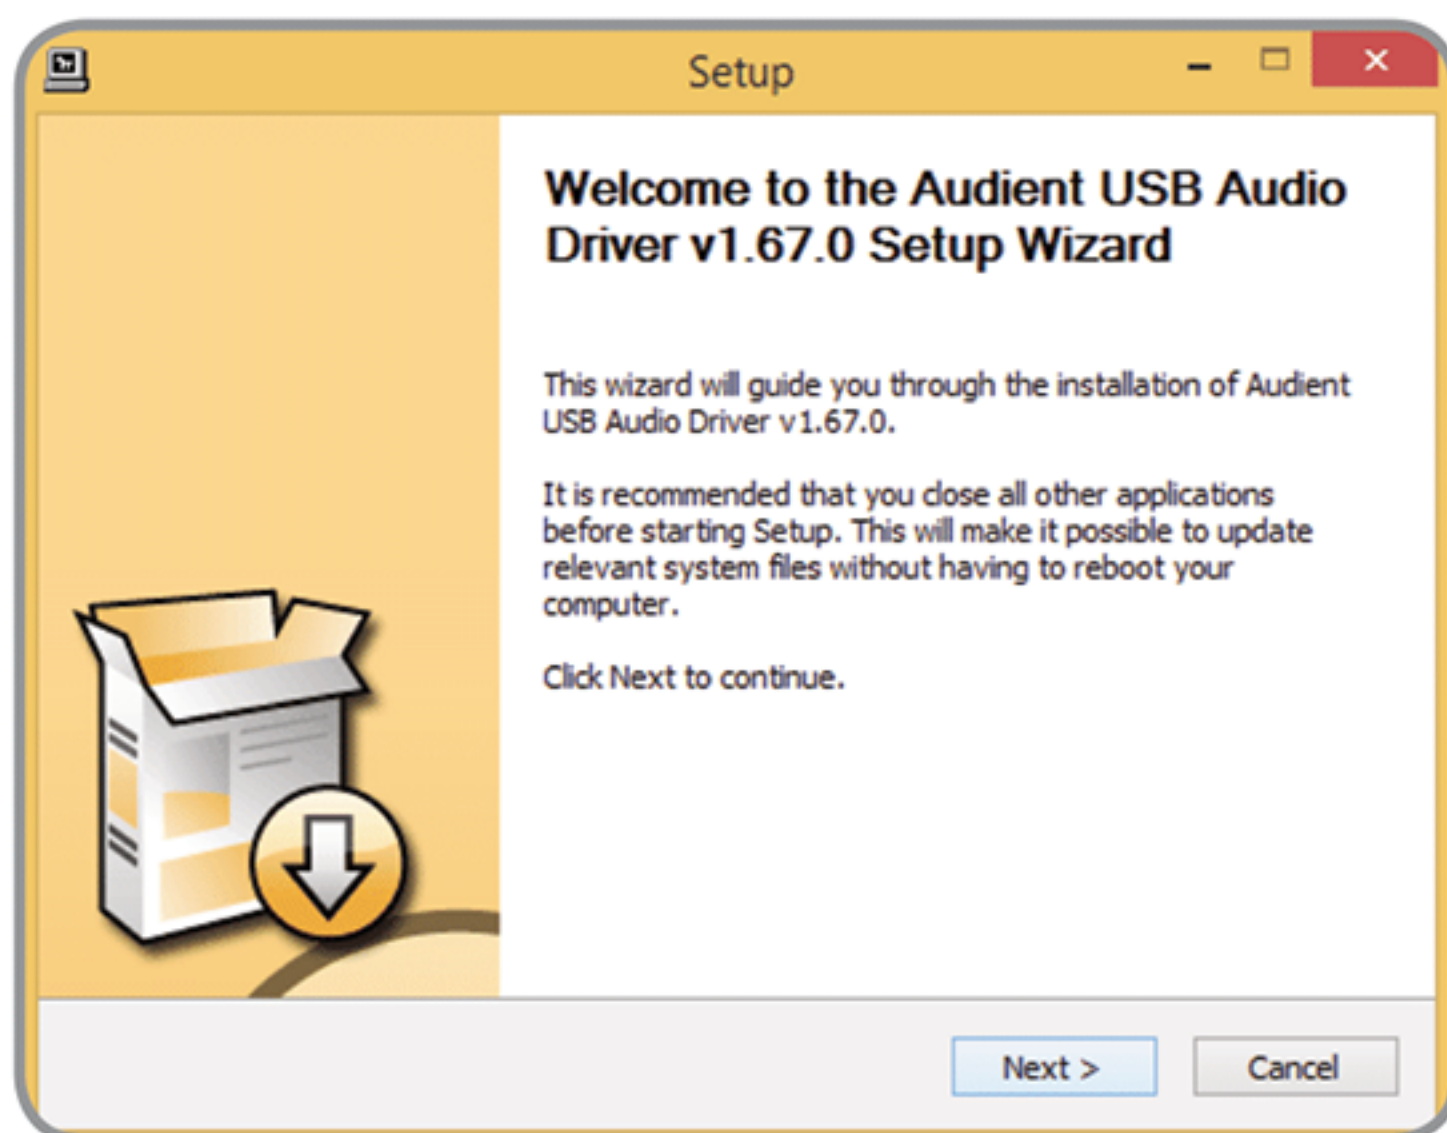 Setup
Welcome to the Audient USB Audio
Driver v1.67.0 Setup Wizard
This wizard will guide you through the installation of Audient
USB Audio Driver v1.67.0.
It is recommended that you close all other applications
before starting Setup. This will make it possible to update
relevant system files without having to reboot your
computer.
Click Next to continue.
Next >
Cancel